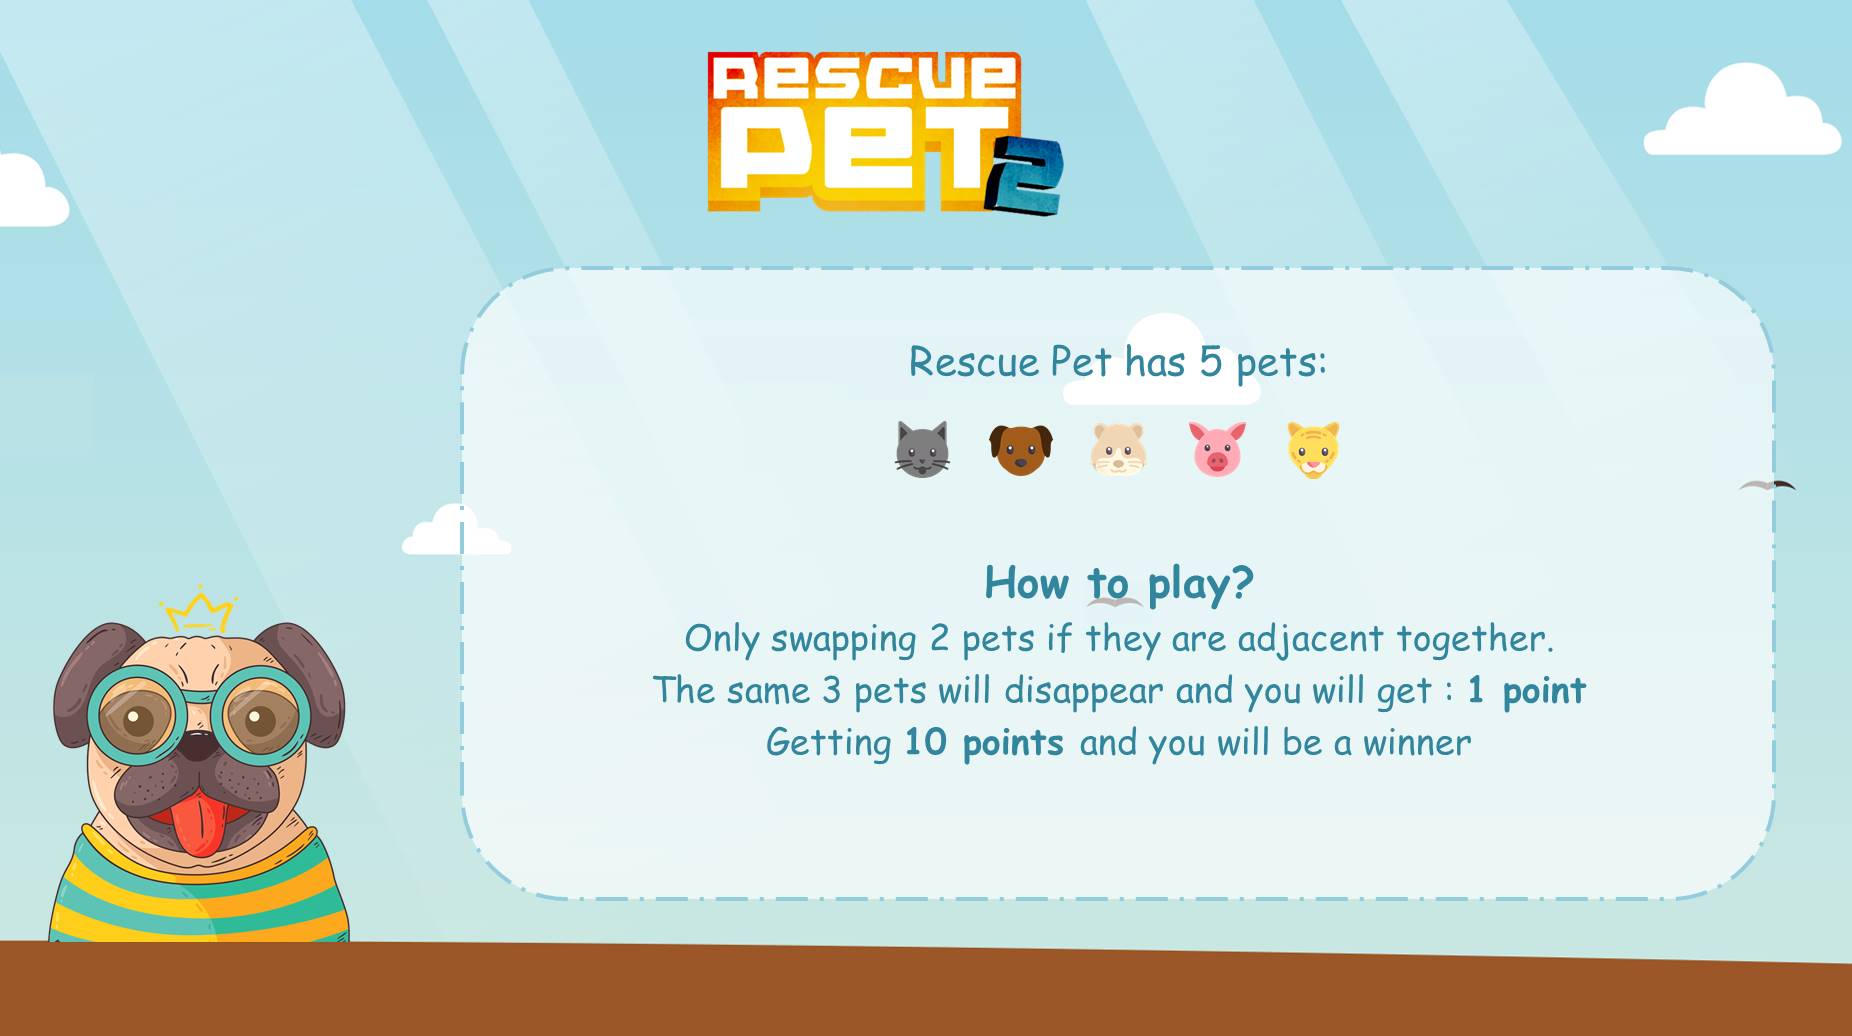 RESCUE
PET 2
Rescue Pet has 5 pets:
How to play?
Only swapping 2 pets if they are adjacent together.
The same 3 pets will disappear and you will get : 1 point
Getting 10 points and you will be a winner